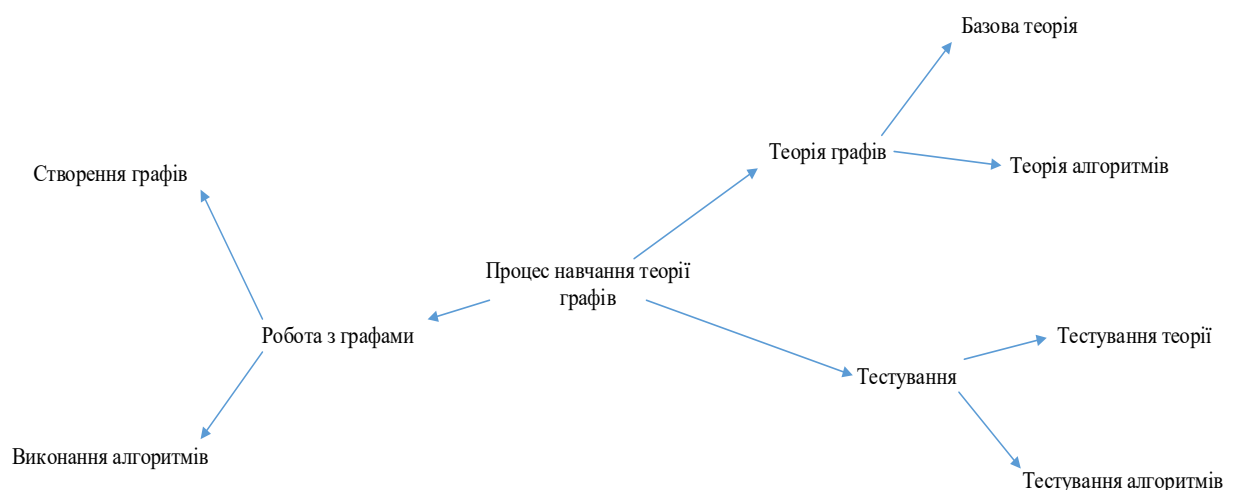 Базова теорія
Теорія графів
Теорія алгоритмів
Створення графів
Процес навчання теорії
графів
Робота з графами
Тестування теорії
Тестування
Виконання алгоритмів
Тестування алгоритмів